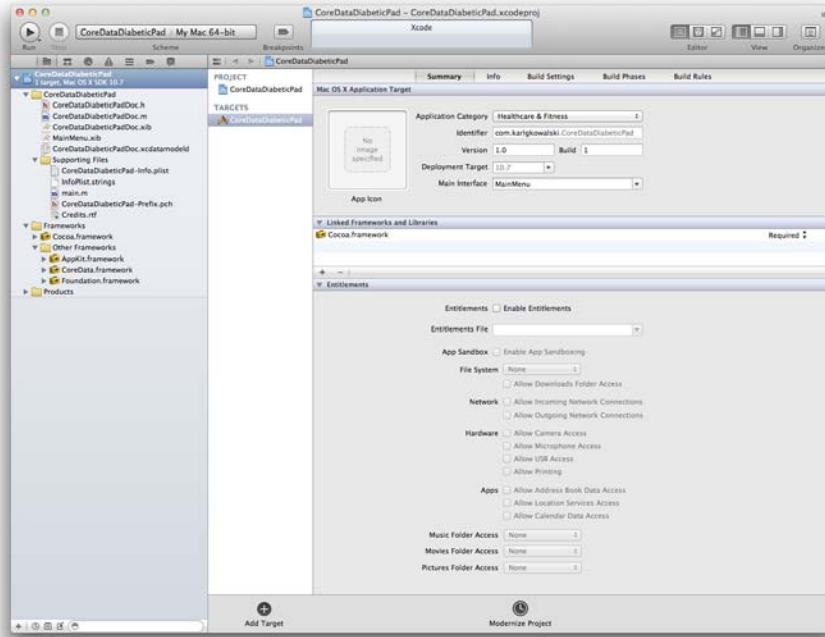 CoreDataDiabeticPad – CoreDataDiabeticPad.xcodeproj
CoreDataDiabeticPad My Mac 64-bit
Xcode
Run Stop Scheme Breakpoints Editor View Organizer
CoreDataDiabeticPad
CoreDataDiabeticPad
1 target, Mac OS X SDK 10.7
CoreDataDiabeticPad
CoreDataDiabeticPadDoc.h
CoreDataDiabeticPadDoc.m
CoreDataDiabeticPadDoc.xib
MainMenu.xib
CoreDataDiabeticPadDoc.xcdatamodeld
Supporting Files
CoreDataDiabeticPad-Info.plist
InfoPlist.strings
main.m
CoreDataDiabeticPad-Prefix.pch
Credits.rtf
Frameworks
Cocoa.framework
Other Frameworks
AppKit.framework
CoreData.framework
Foundation.framework
Products
PROJECT
CoreDataDiabeticPad
TARGETS
CoreDataDiabeticPad
Summary Info Build Settings Build Phases Build Rules
Mac OS X Application Target
No image specified
App Icon
Application Category Healthcare & Fitness
Identifier com.karlgkowalski.CoreDataDiabeticPad
Version 1.0 Build 1
Deployment Target 10.7
Main Interface MainMenu
Linked Frameworks and Libraries
Cocoa.framework Required
Entitlements
Entitlements Enable Entitlements
Entitlements File
App Sandbox Enable App Sandboxing
File System None
Allow Downloads Folder Access
Network Allow Incoming Network Connections
Allow Outgoing Network Connections
Hardware Allow Camera Access
Allow Microphone Access
Allow USB Access
Allow Printing
Apps Allow Address Book Data Access
Allow Location Services Access
Allow Calendar Data Access
Music Folder Access None
Movies Folder Access None
Pictures Folder Access None
Add Target
Modernize Project